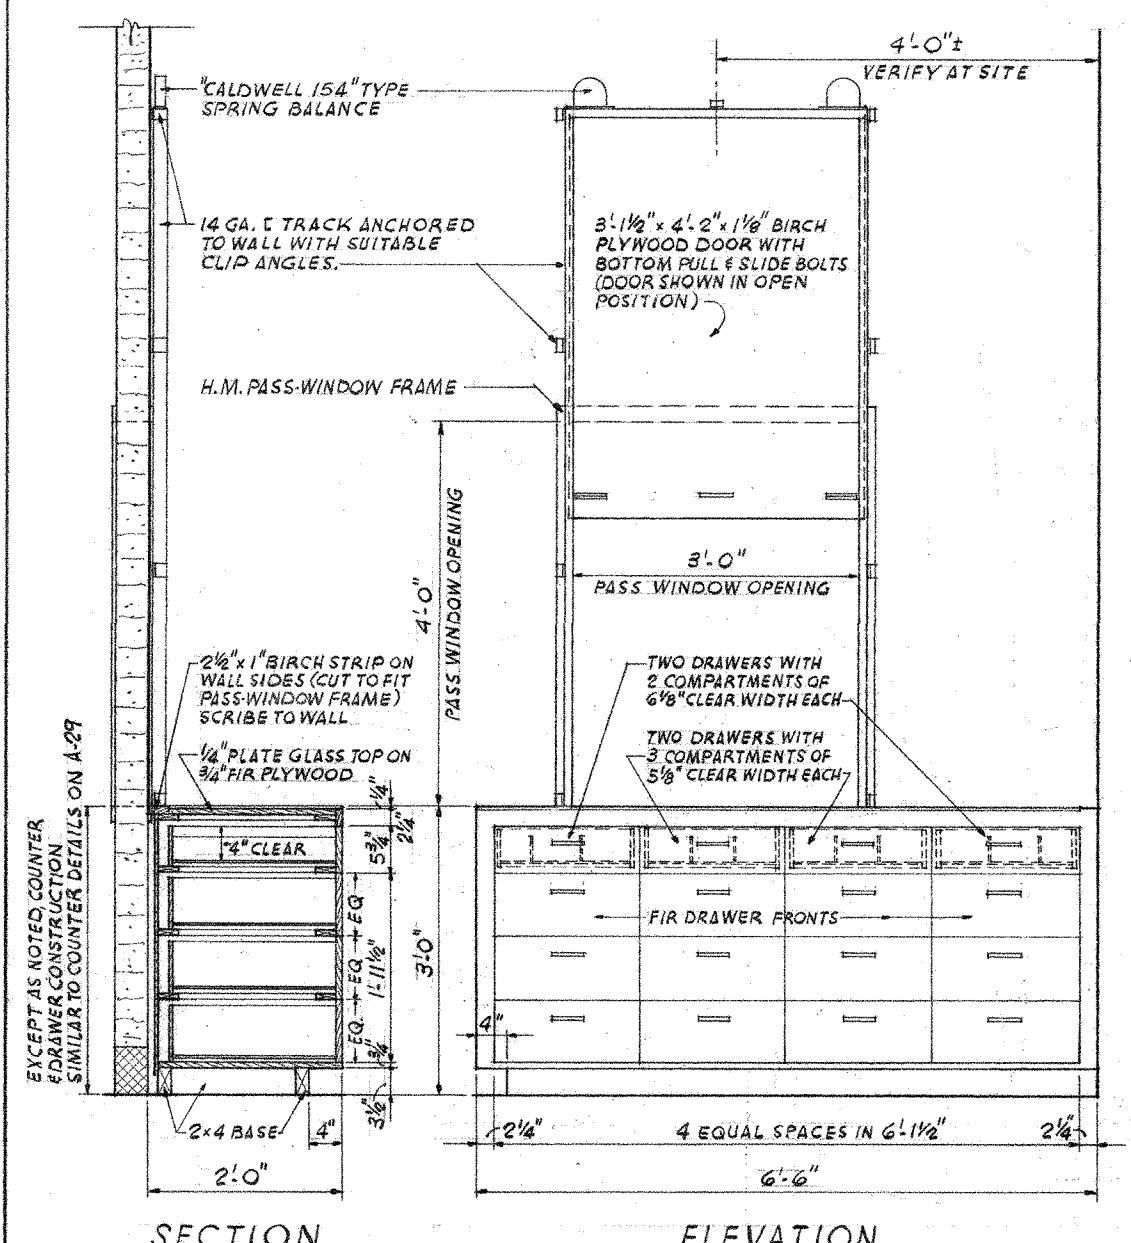 4'-0"±
VERIFY AT SITE
"CALDWELL 154" TYPE
SPRING BALANCE
14 GA. [ TRACK ANCHORED
TO WALL WITH SUITABLE
CLIP ANGLES.
3'-1½" x 4'-2" x 1⅛" BIRCH
PLYWOOD DOOR WITH
BOTTOM PULL & SLIDE BOLTS
(DOOR SHOWN IN OPEN
POSITION)
H.M. PASS-WINDOW FRAME
4'-0"
PASS WINDOW OPENING
3'-0"
PASS WINDOW OPENING
2½" x 1" BIRCH STRIP ON
WALL SIDES (CUT TO FIT
PASS-WINDOW FRAME)
SCRIBE TO WALL
¼" PLATE GLASS TOP ON
¾" FIR PLYWOOD
TWO DRAWERS WITH
2 COMPARTMENTS OF
6⅛" CLEAR WIDTH EACH
TWO DRAWERS WITH
3 COMPARTMENTS OF
5⅛" CLEAR WIDTH EACH
EXCEPT AS NOTED, COUNTER
& DRAWER CONSTRUCTION
SIMILAR TO COUNTER DETAILS ON A-29
4" CLEAR
¼"
2¼"
5¾"
EQ
EQ
EQ.
1'-11½"
¾"
3½"
3'-0"
FIR DRAWER FRONTS
4"
2x4 BASE
4"
2'-0"
2¼"
4 EQUAL SPACES IN 6'-1½"
2¼"
6'-6"
SECTION
ELEVATION